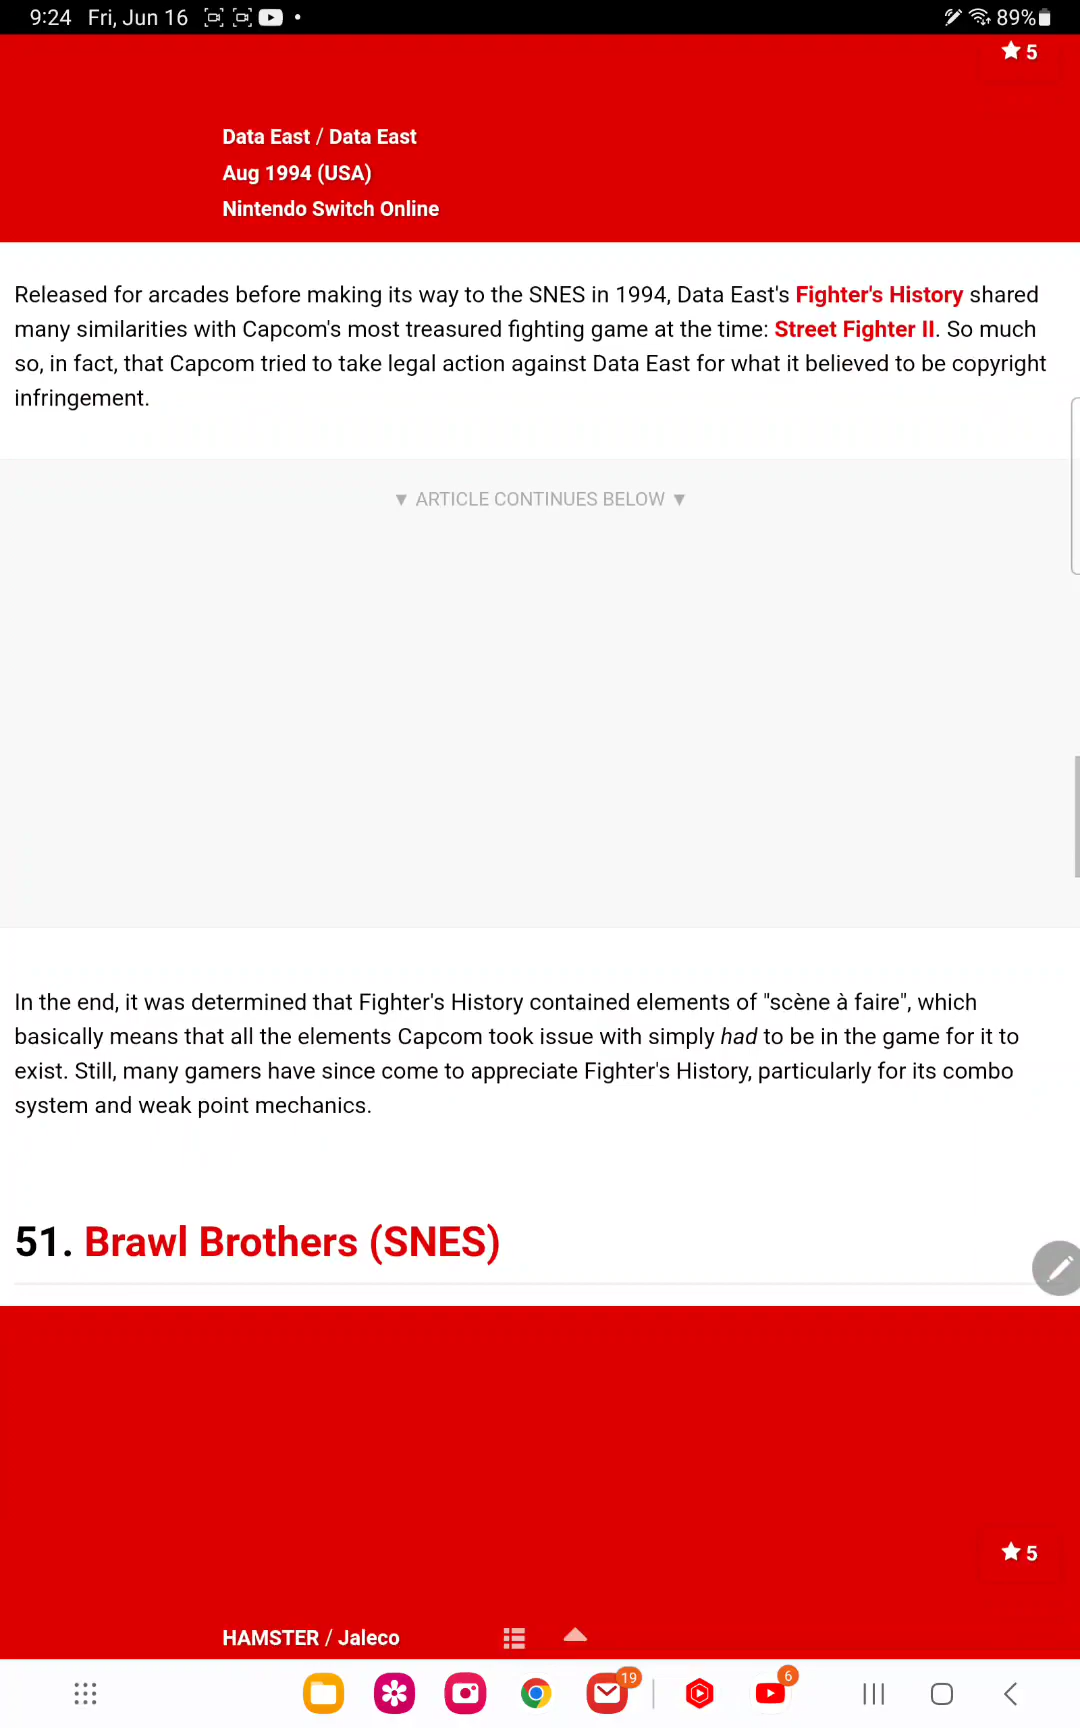 9:24 Fri, Jun 16
89%
★ 5
Data East / Data East
Aug 1994 (USA)
Nintendo Switch Online
Released for arcades before making its way to the SNES in 1994, Data East's Fighter's History shared
many similarities with Capcom's most treasured fighting game at the time: Street Fighter II. So much
so, in fact, that Capcom tried to take legal action against Data East for what it believed to be copyright
infringement.
▼ ARTICLE CONTINUES BELOW ▼
In the end, it was determined that Fighter's History contained elements of "scène à faire", which
basically means that all the elements Capcom took issue with simply had to be in the game for it to
exist. Still, many gamers have since come to appreciate Fighter's History, particularly for its combo
system and weak point mechanics.
51. Brawl Brothers (SNES)
★ 5
HAMSTER / Jaleco
19
6